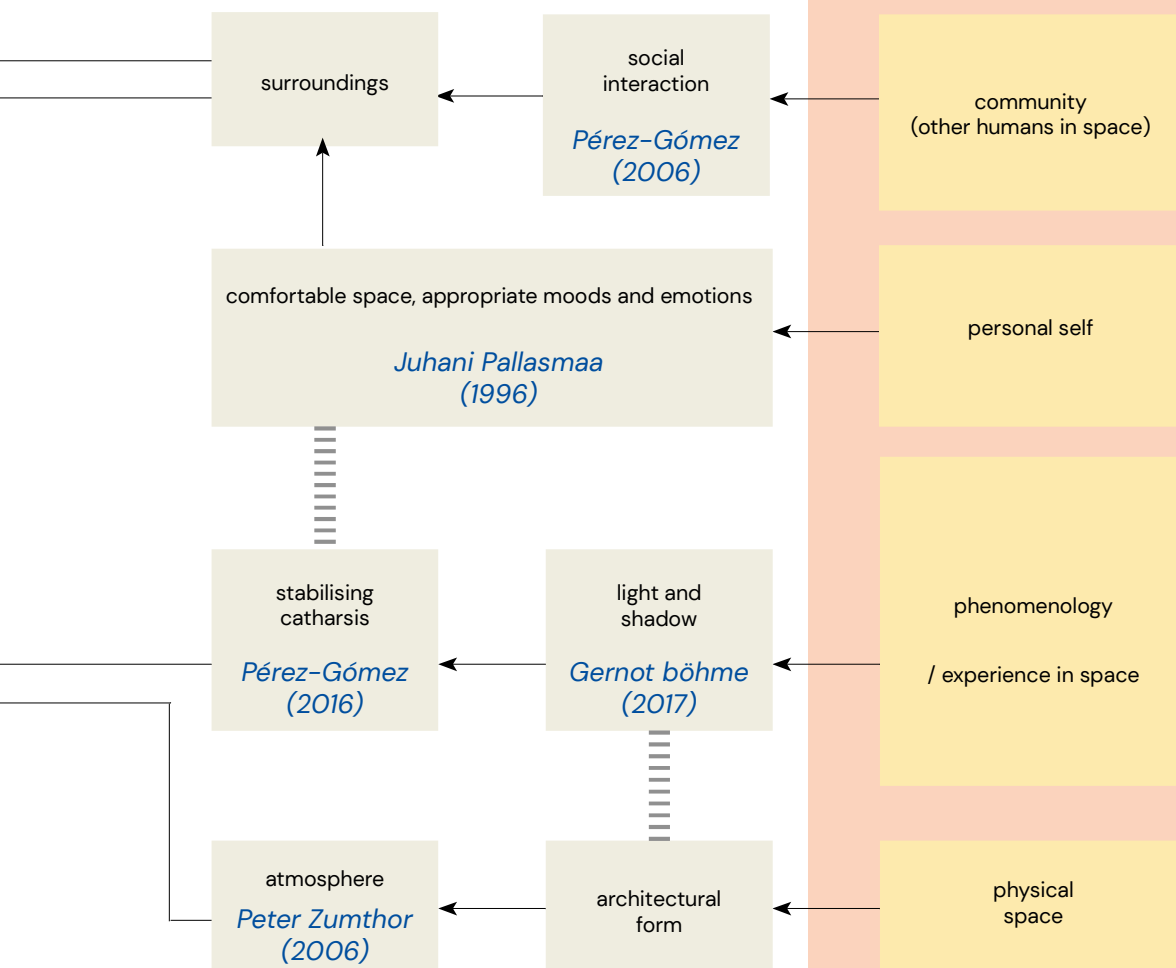 surroundings
social
interaction
Pérez-Gómez
(2006)
community
(other humans in space)
comfortable space, appropriate moods and emotions
Juhani Pallasmaa
(1996)
personal self
stabilising
catharsis
Pérez-Gómez
(2016)
light and
shadow
Gernot böhme
(2017)
phenomenology
/ experience in space
atmosphere
Peter Zumthor
(2006)
architectural
form
physical
space